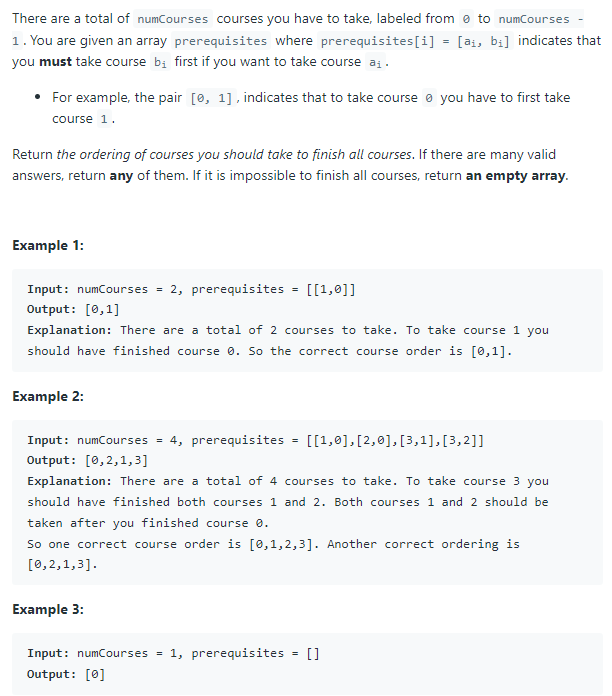 There are a total of numCourses courses you have to take, labeled from 0 to numCourses -
1. You are given an array prerequisites where prerequisites[i] = [aᵢ, bᵢ] indicates that
you must take course bᵢ first if you want to take course aᵢ.
• For example, the pair [0, 1], indicates that to take course 0 you have to first take
course 1.
Return the ordering of courses you should take to finish all courses. If there are many valid
answers, return any of them. If it is impossible to finish all courses, return an empty array.
Example 1:
Input: numCourses = 2, prerequisites = [[1,0]]
Output: [0,1]
Explanation: There are a total of 2 courses to take. To take course 1 you
should have finished course 0. So the correct course order is [0,1].
Example 2:
Input: numCourses = 4, prerequisites = [[1,0],[2,0],[3,1],[3,2]]
Output: [0,2,1,3]
Explanation: There are a total of 4 courses to take. To take course 3 you
should have finished both courses 1 and 2. Both courses 1 and 2 should be
taken after you finished course 0.
So one correct course order is [0,1,2,3]. Another correct ordering is
[0,2,1,3].
Example 3:
Input: numCourses = 1, prerequisites = []
Output: [0]